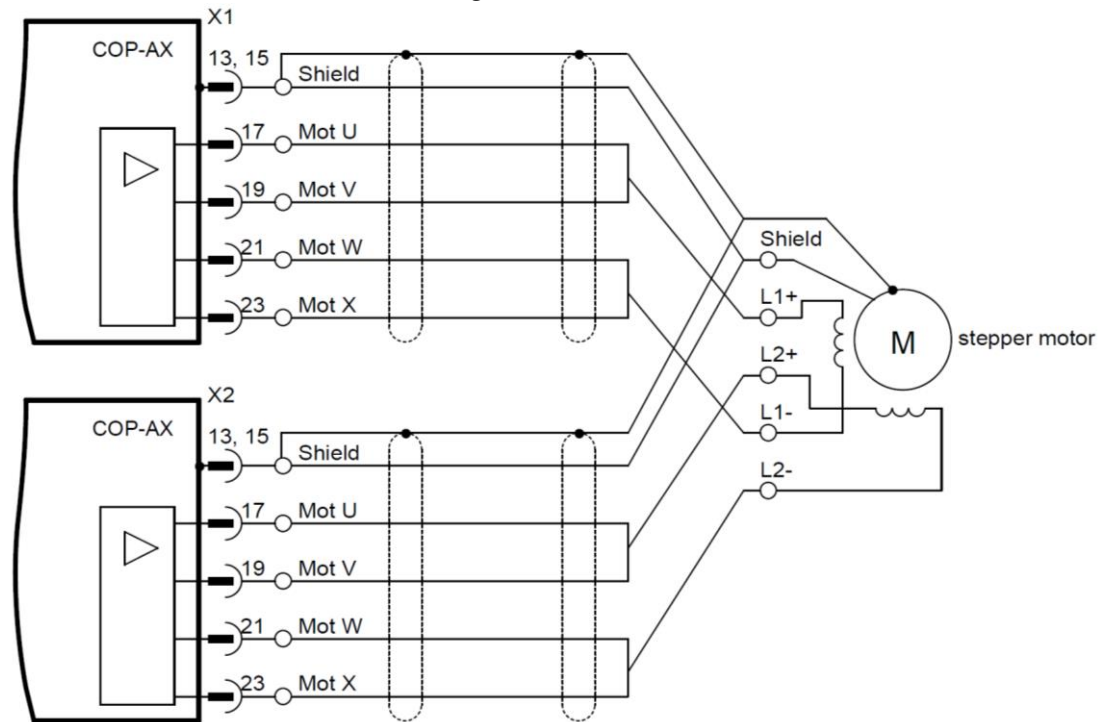 X1
COP-AX
13, 15
Shield
17
Mot U
19
Mot V
21
Mot W
23
Mot X
Shield
L1+
L2+
L1-
L2-
M
stepper motor
X2
COP-AX
13, 15
Shield
17
Mot U
19
Mot V
21
Mot W
23
Mot X